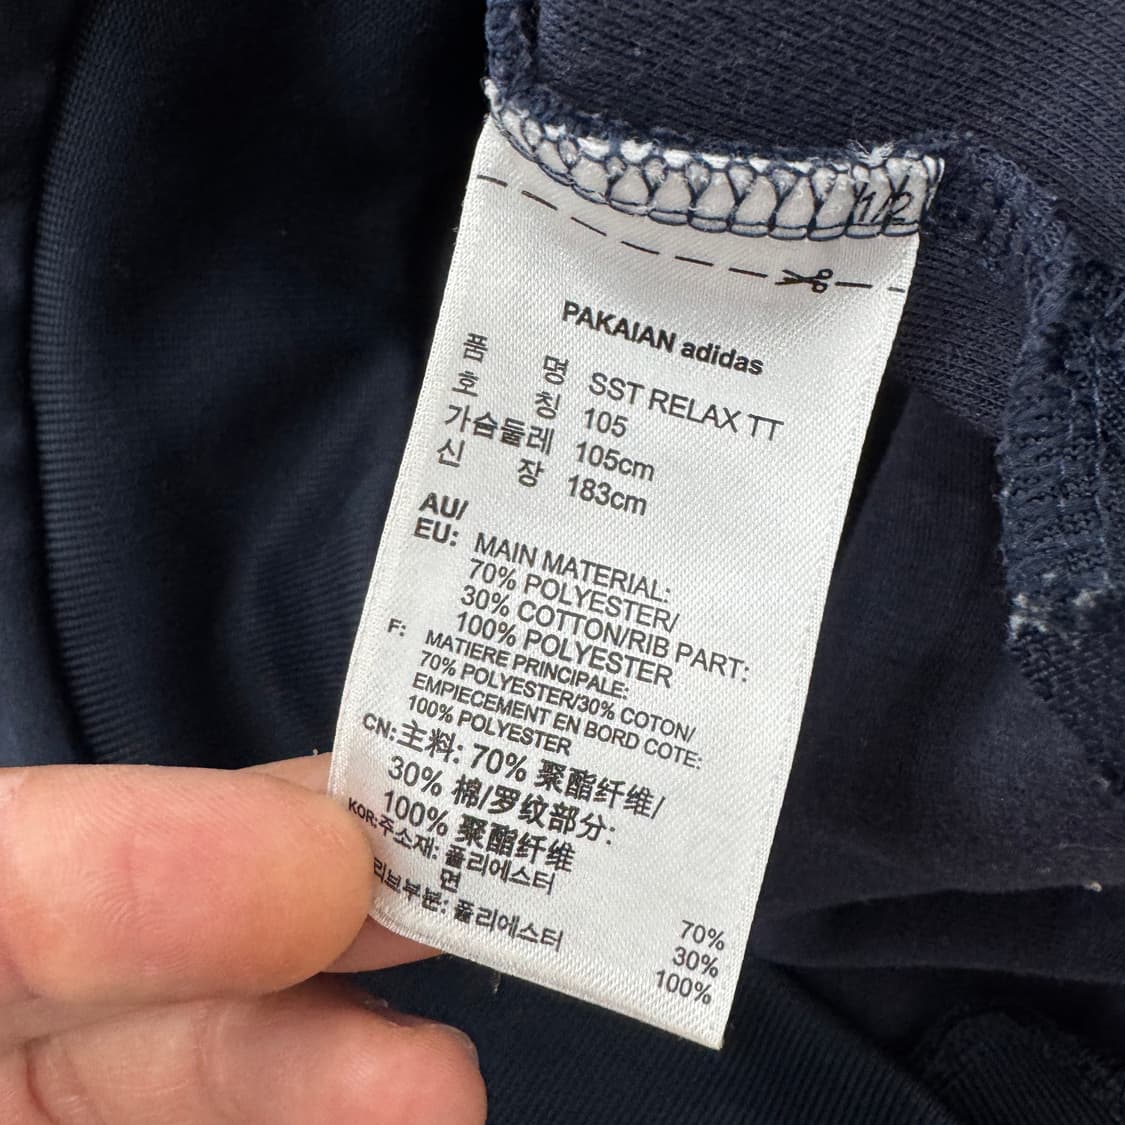 1/2
PAKAIAN adidas
품 명 SST RELAX TT
호 칭 105
가슴둘레 105cm
신 장 183cm
AU/
EU: MAIN MATERIAL:
70% POLYESTER/
30% COTTON/RIB PART:
100% POLYESTER
F: MATIERE PRINCIPALE:
70% POLYESTER/30% COTON/
EMPIECEMENT EN BORD COTE:
100% POLYESTER
CN:主料: 70% 聚酯纤维/
30% 棉/罗纹部分:
100% 聚酯纤维
KOR:주소재: 폴리에스터 70%
면 30%
리브부분: 폴리에스터 100%